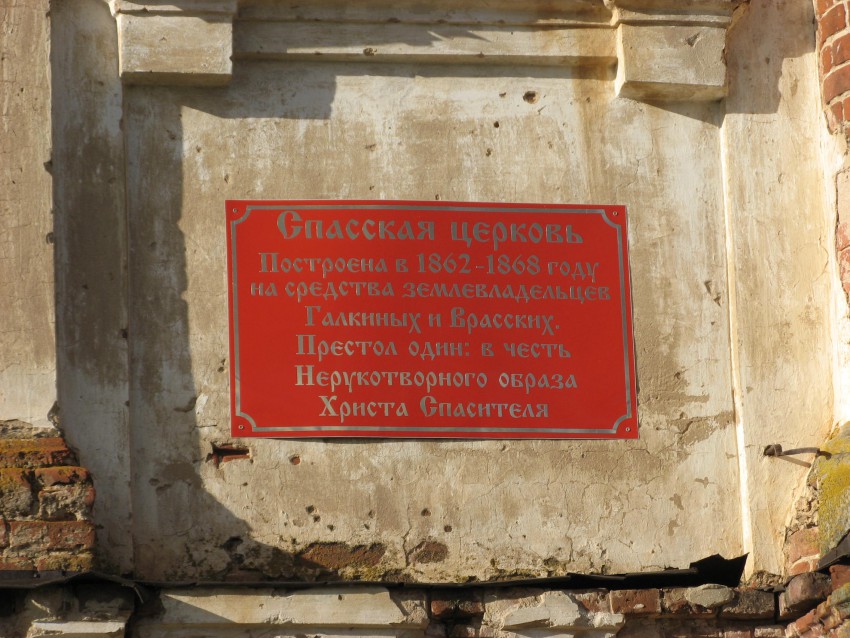 Спасская церковь
Построена в 1862-1868 году
на средства землевладельцев
Галкиных и Врасских.
Престол один: в честь
Нерукотворного образа
Христа Спасителя